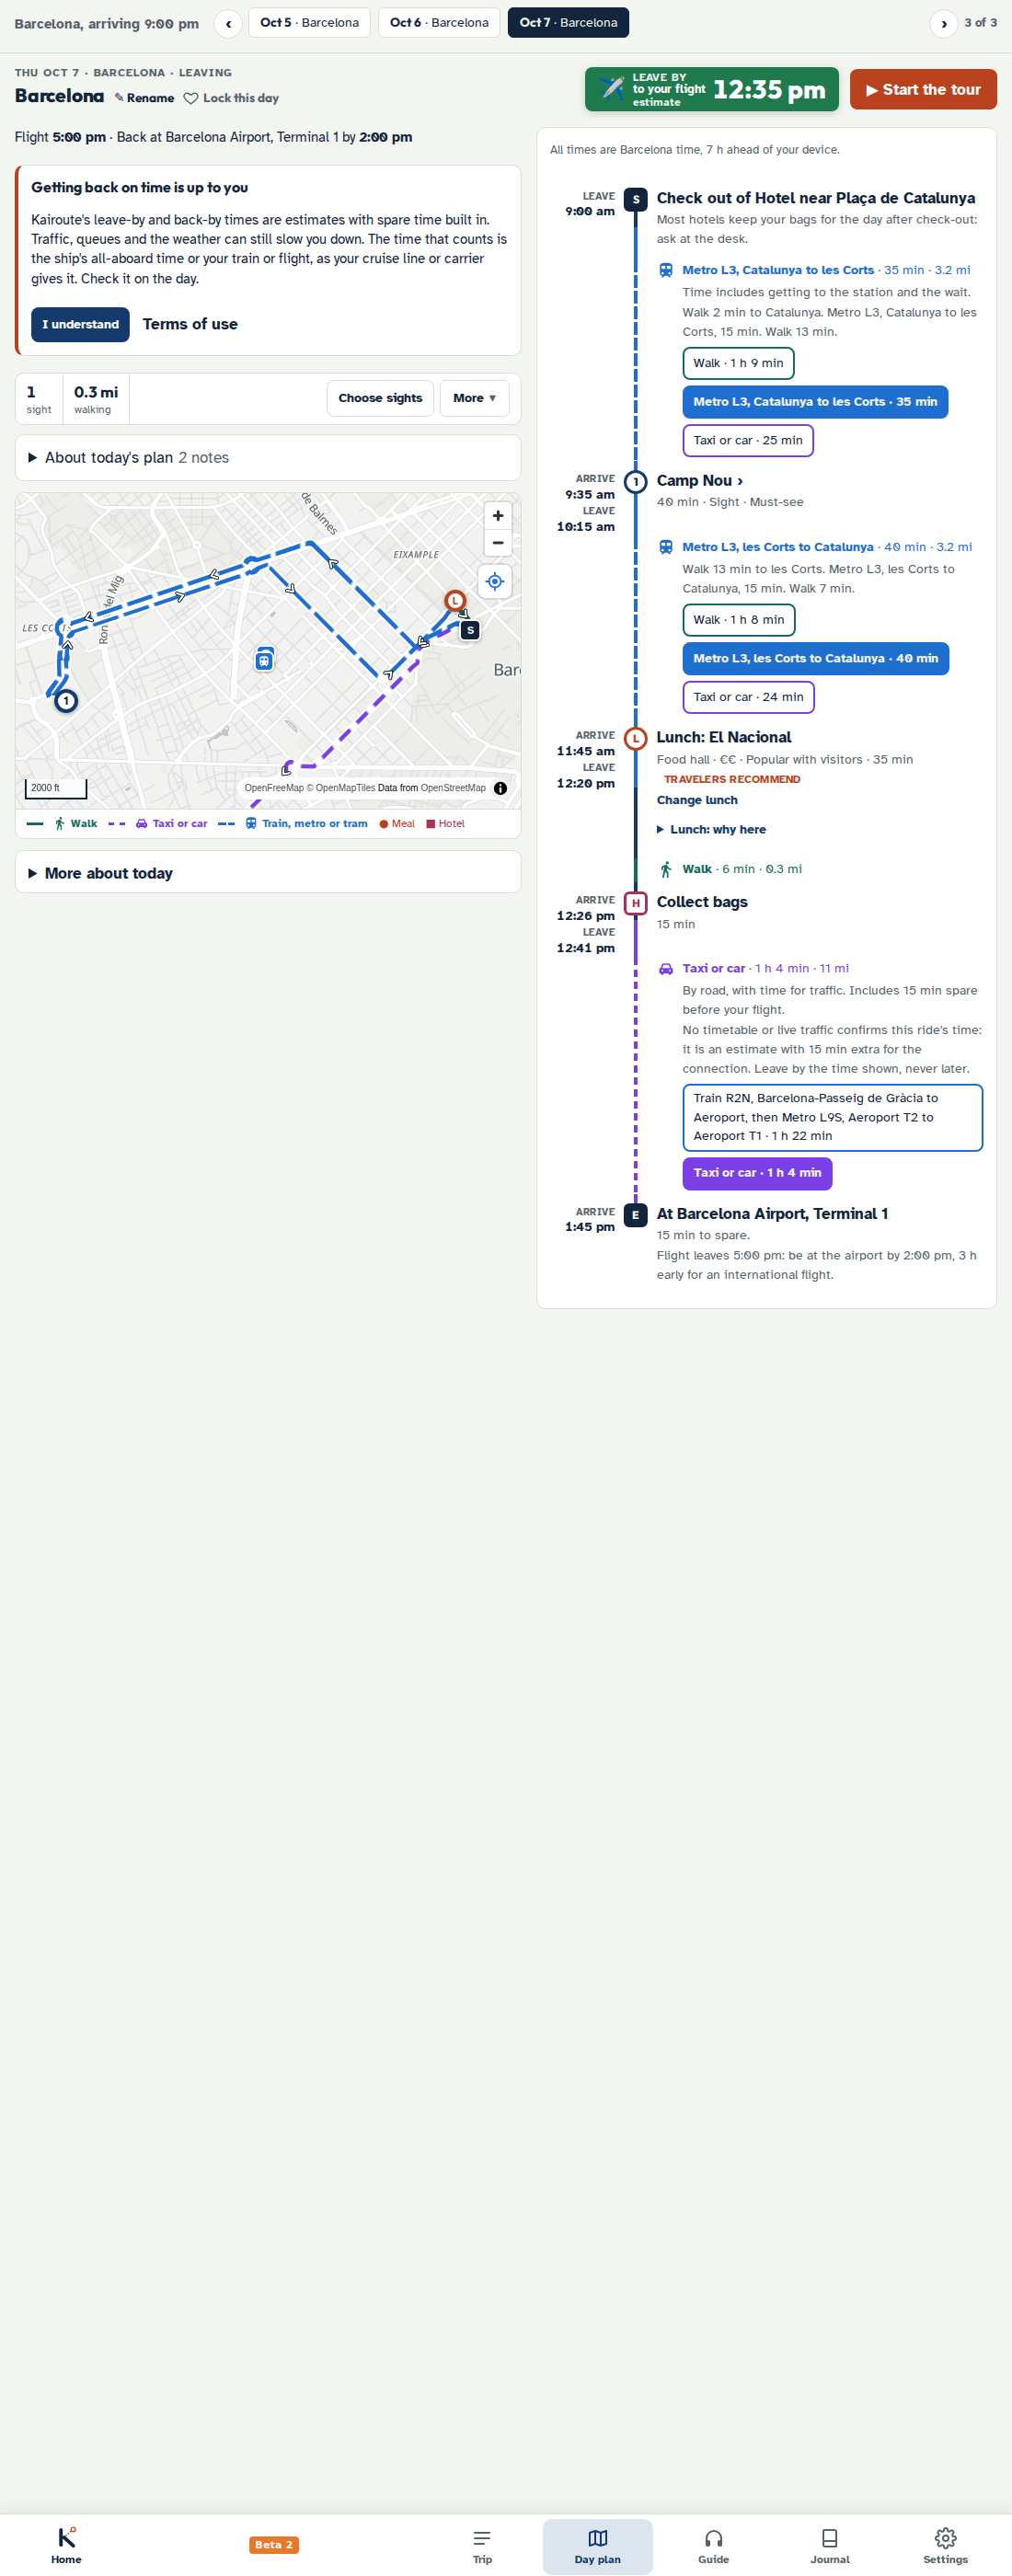 Barcelona, arriving 9:00 pm
‹
Oct 5 · Barcelona
Oct 6 · Barcelona
Oct 7 · Barcelona
›
3 of 3
THU OCT 7 · BARCELONA · LEAVING
Barcelona
✎ Rename
Lock this day
LEAVE BY
to your flight
estimate
12:35 pm
▶ Start the tour
Flight 5:00 pm · Back at Barcelona Airport, Terminal 1 by 2:00 pm
Getting back on time is up to you
Kairoute's leave-by and back-by times are estimates with spare time built in.
Traffic, queues and the weather can still slow you down. The time that counts is
the ship's all-aboard time or your train or flight, as your cruise line or carrier
gives it. Check it on the day.
I understand
Terms of use
1
sight
0.3 mi
walking
Choose sights
More ▼
▶ About today's plan 2 notes
de Balmes
EIXAMPLE
del Mig
Ron
LES CO
L
S
1
Barc
+
−
2000 ft
OpenFreeMap © OpenMapTiles Data from OpenStreetMap
Walk
Taxi or car
Train, metro or tram
Meal
Hotel
▶ More about today
All times are Barcelona time, 7 h ahead of your device.
LEAVE
9:00 am
S
Check out of Hotel near Plaça de Catalunya
Most hotels keep your bags for the day after check-out:
ask at the desk.
Metro L3, Catalunya to les Corts · 35 min · 3.2 mi
Time includes getting to the station and the wait.
Walk 2 min to Catalunya. Metro L3, Catalunya to les
Corts, 15 min. Walk 13 min.
Walk · 1 h 9 min
Metro L3, Catalunya to les Corts · 35 min
Taxi or car · 25 min
ARRIVE
9:35 am
LEAVE
10:15 am
1
Camp Nou ›
40 min · Sight · Must-see
Metro L3, les Corts to Catalunya · 40 min · 3.2 mi
Walk 13 min to les Corts. Metro L3, les Corts to
Catalunya, 15 min. Walk 7 min.
Walk · 1 h 8 min
Metro L3, les Corts to Catalunya · 40 min
Taxi or car · 24 min
ARRIVE
11:45 am
LEAVE
12:20 pm
L
Lunch: El Nacional
Food hall · €€ · Popular with visitors · 35 min
TRAVELERS RECOMMEND
Change lunch
▶ Lunch: why here
Walk · 6 min · 0.3 mi
ARRIVE
12:26 pm
LEAVE
12:41 pm
H
Collect bags
15 min
Taxi or car · 1 h 4 min · 11 mi
By road, with time for traffic. Includes 15 min spare
before your flight.
No timetable or live traffic confirms this ride's time:
it is an estimate with 15 min extra for the
connection. Leave by the time shown, never later.
Train R2N, Barcelona-Passeig de Gràcia to
Aeroport, then Metro L9S, Aeroport T2 to
Aeroport T1 · 1 h 22 min
Taxi or car · 1 h 4 min
ARRIVE
1:45 pm
E
At Barcelona Airport, Terminal 1
15 min to spare.
Flight leaves 5:00 pm: be at the airport by 2:00 pm, 3 h
early for an international flight.
Home
Beta 2
Trip
Day plan
Guide
Journal
Settings